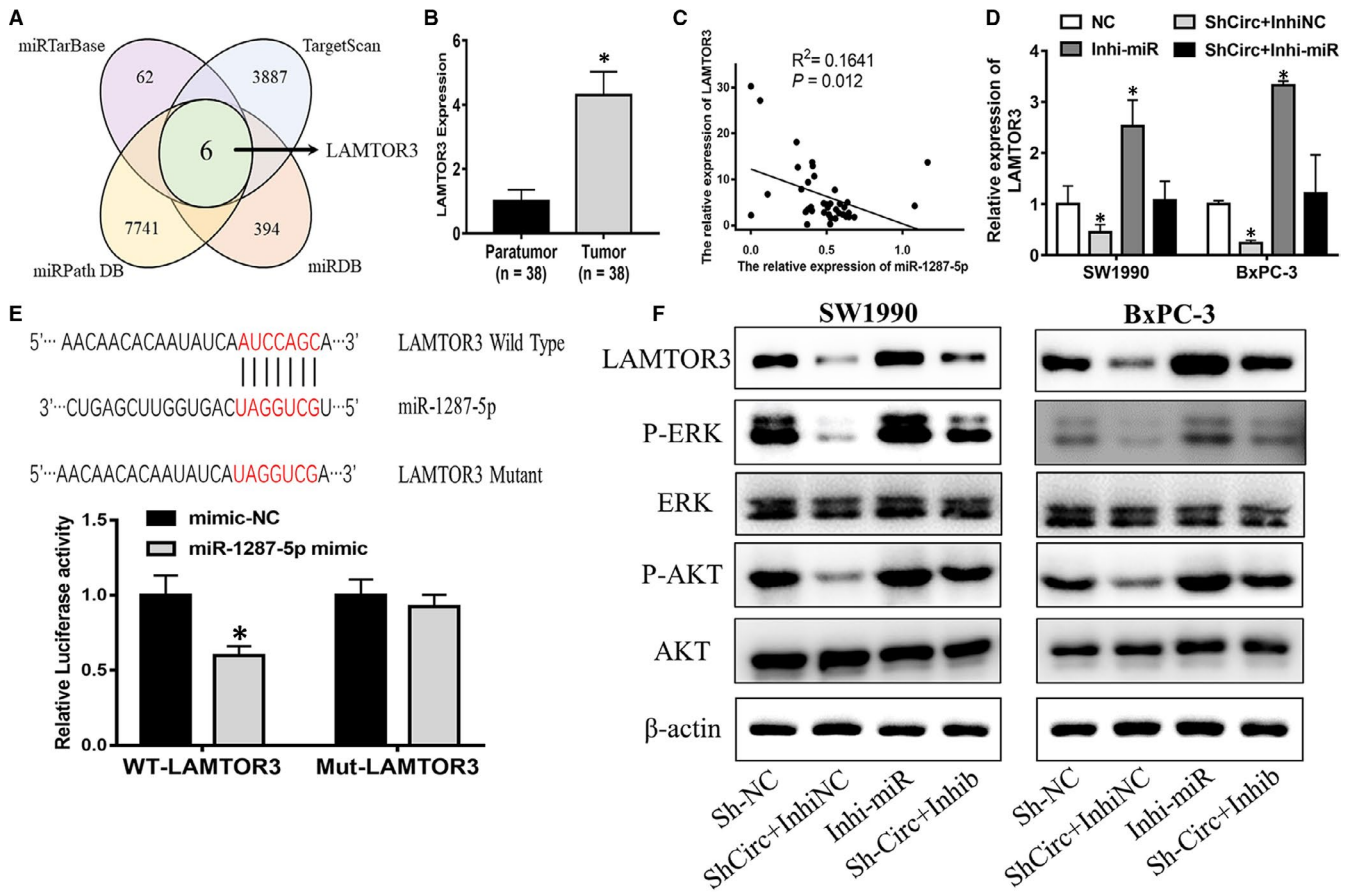 A
miRTarBase
TargetScan
62
3887
6
LAMTOR3
7741
394
miRPath DB
miRDB
B
LAMTOR3 Expression
6
4
2
0
*
Paratumor
(n = 38)
Tumor
(n = 38)
C
The relative expression of LAMTOR3
R2= 0.1641
P = 0.012
30
20
10
0
0.0
0.5
1.0
The relative expression of miR-1287-5p
D
NC
ShCirc+InhiNC
Inhi-miR
ShCirc+Inhi-miR
Relative expression of
LAMTOR3
4
3
2
1
0
*
*
*
*
SW1990
BxPC-3
E
5'··· AACAACACAAUAUCAAUCCAGCA···3'
LAMTOR3 Wild Type
3'···CUGAGCUUGGUGACUAGGUCGU···5'
miR-1287-5p
5'··· AACAACACAAUAUCAUAGGUCGA···3'
LAMTOR3 Mutant
Relative Luciferase activity
1.5
1.0
0.5
0.0
mimic-NC
miR-1287-5p mimic
*
WT-LAMTOR3
Mut-LAMTOR3
F
SW1990
BxPC-3
LAMTOR3
P-ERK
ERK
P-AKT
AKT
β-actin
Sh-NC
ShCirc+InhiNC
Inhi-miR
Sh-Circ+Inhib
Sh-NC
ShCirc+InhiNC
Inhi-miR
Sh-Circ+Inhib